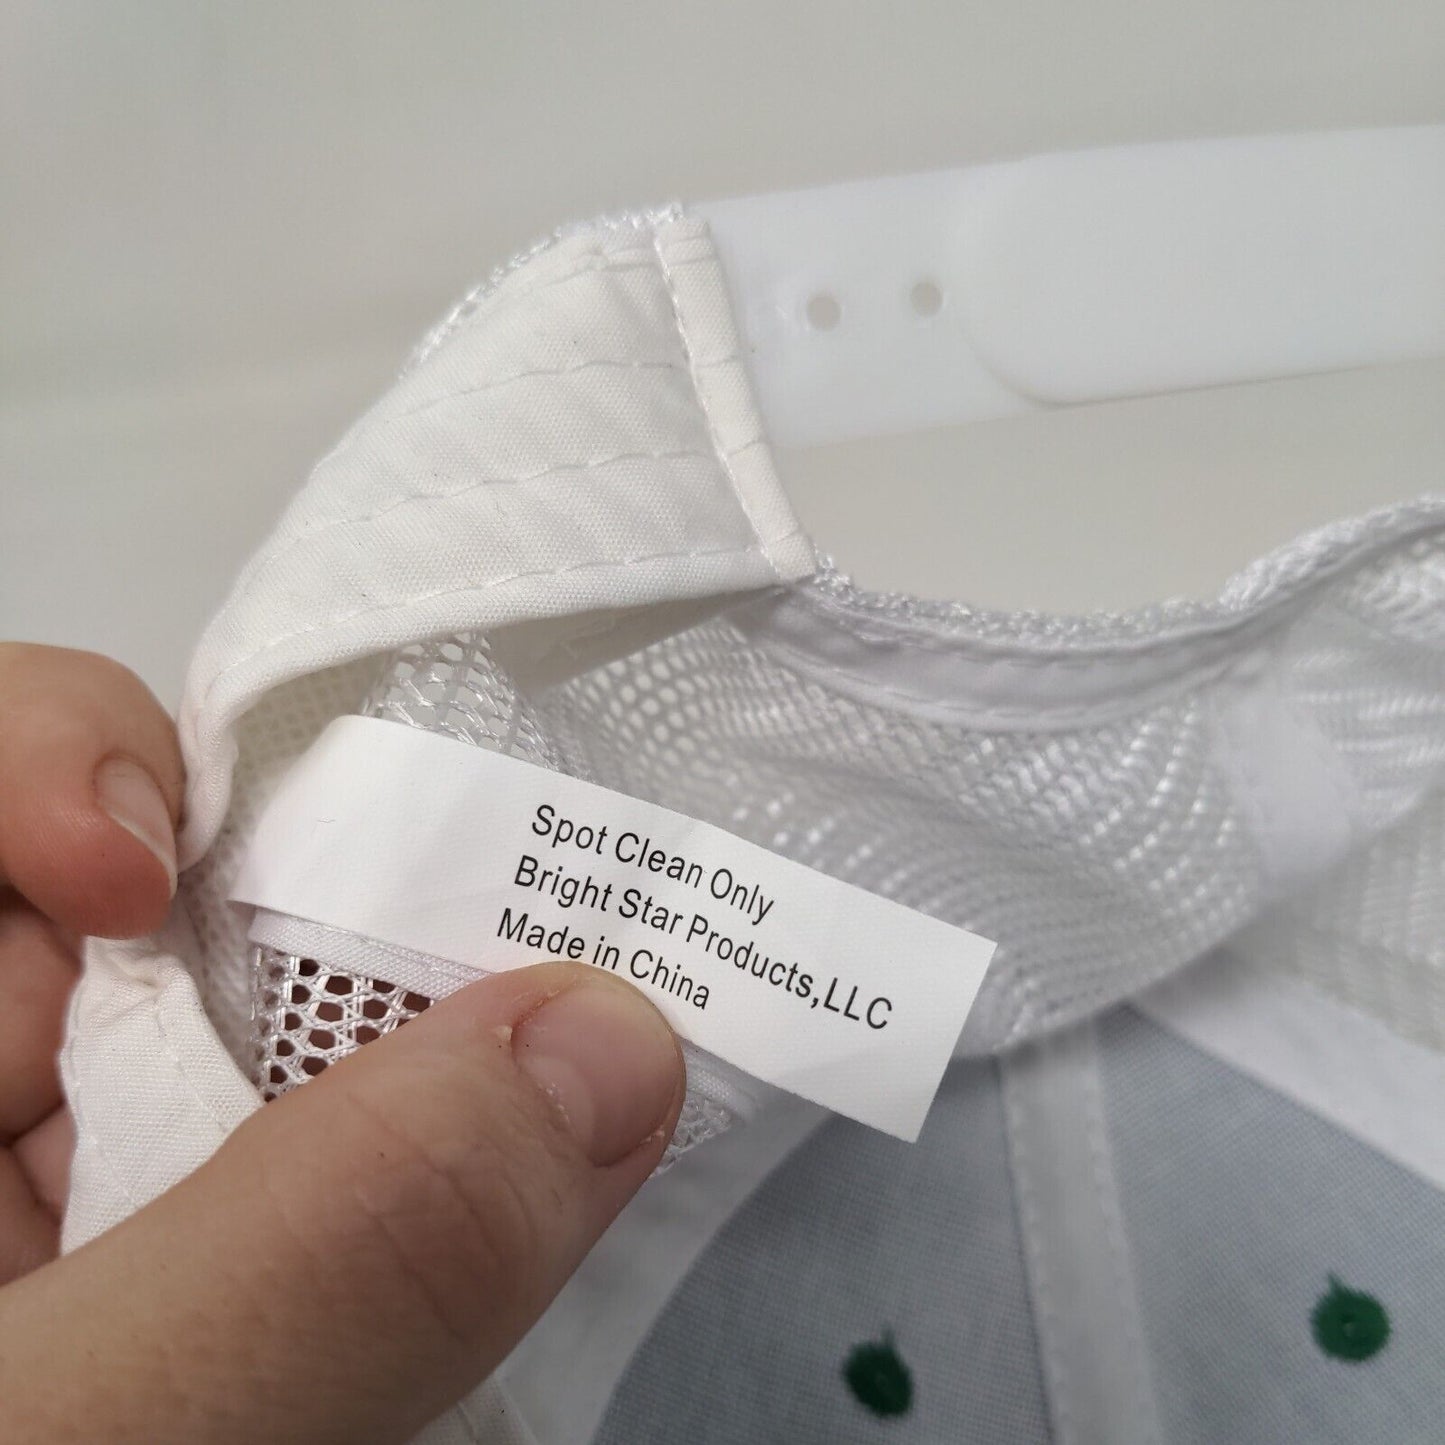 Spot Clean Only
Bright Star Products,LLC
Made in China